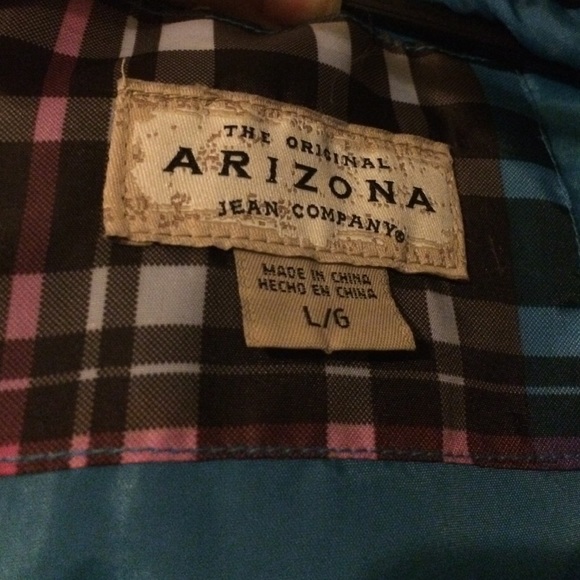 THE ORIGINAL
ARIZONA
JEAN COMPANY®
MADE IN CHINA
HECHO EN CHINA
L/G